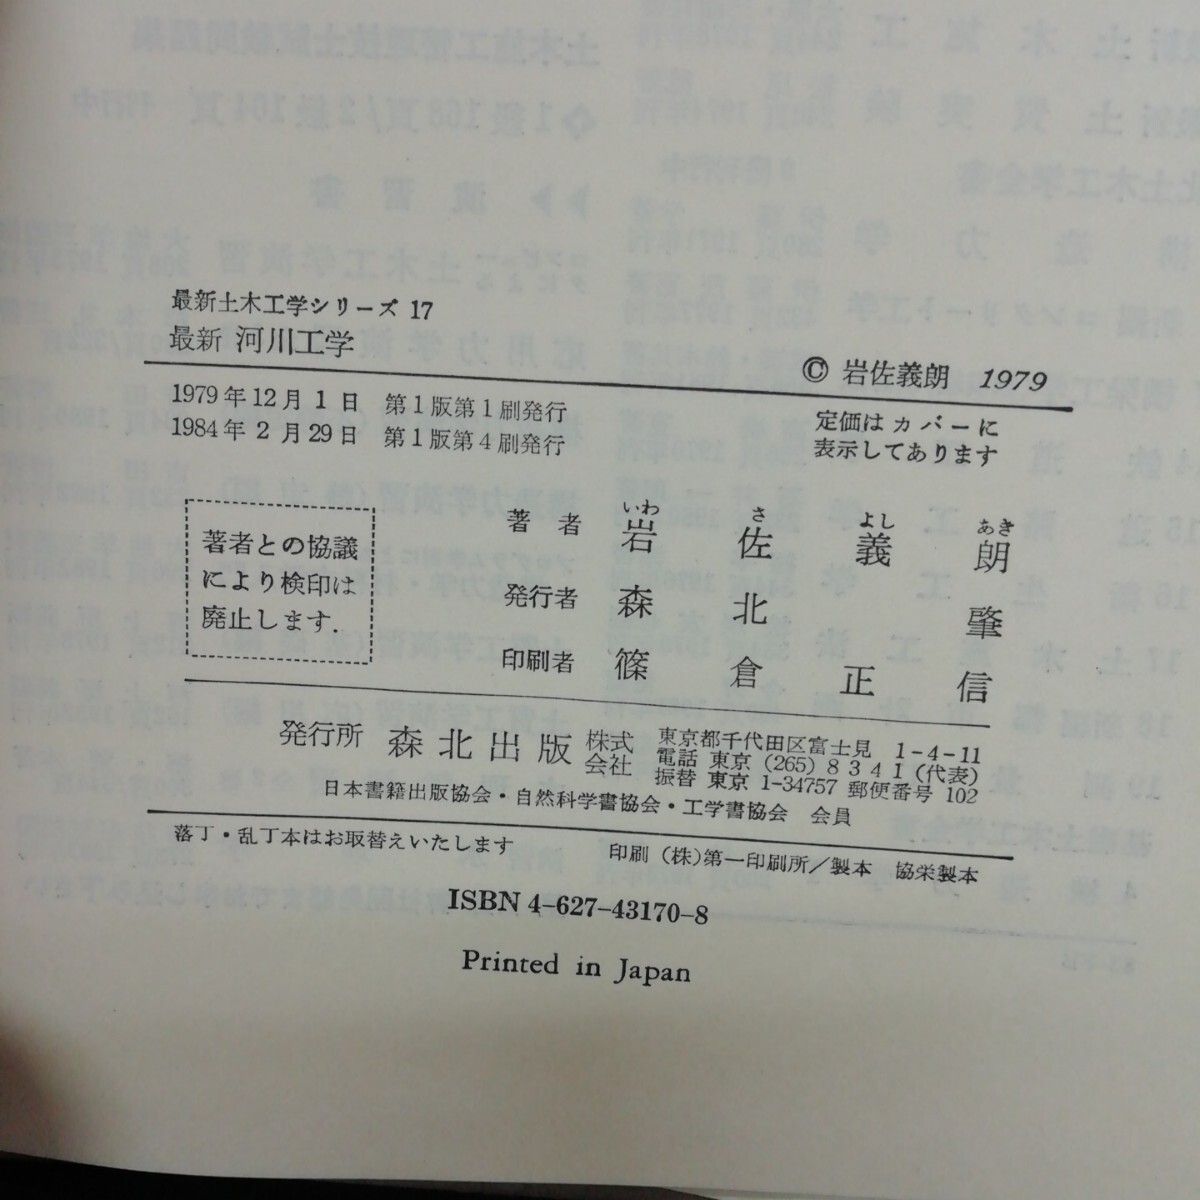 最新土木工学シリーズ 17
最新 河川工学
© 岩佐義朗 1979
1979年12月1日 第1版第1刷発行
1984年2月29日 第1版第4刷発行
定価はカバーに
表示してあります
著者との協議
により検印は
廃止します.
いわ さ よし あき
著者 岩佐義朗
発行者 森北肇
印刷者 篠倉正信
発行所 森北出版 株式会社
東京都千代田区富士見 1-4-11
電話 東京 (265) 8341 (代表)
振替 東京 1-34757 郵便番号 102
日本書籍出版協会・自然科学書協会・工学書協会 会員
落丁・乱丁本はお取替えいたします
印刷 (株)第一印刷所/製本 協栄製本
ISBN 4-627-43170-8
Printed in Japan